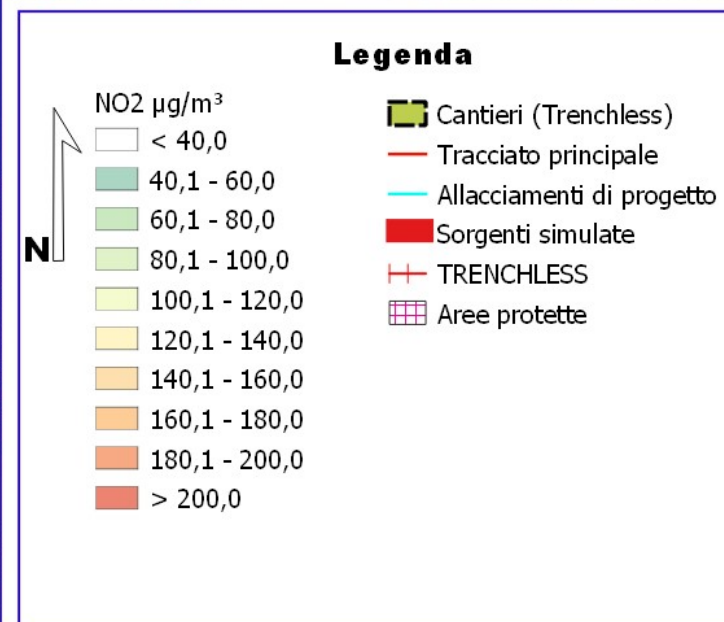 Legenda
N
NO2 µg/m³
< 40,0
40,1 - 60,0
60,1 - 80,0
80,1 - 100,0
100,1 - 120,0
120,1 - 140,0
140,1 - 160,0
160,1 - 180,0
180,1 - 200,0
> 200,0
Cantieri (Trenchless)
Tracciato principale
Allacciamenti di progetto
Sorgenti simulate
TRENCHLESS
Aree protette